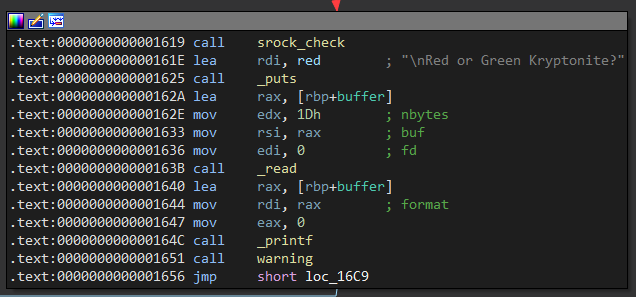 .text:0000000000001619 call    srock_check
.text:000000000000161E lea     rdi, red        ; "\nRed or Green Kryptonite?"
.text:0000000000001625 call    _puts
.text:000000000000162A lea     rax, [rbp+buffer]
.text:000000000000162E mov     edx, 1Dh        ; nbytes
.text:0000000000001633 mov     rsi, rax        ; buf
.text:0000000000001636 mov     edi, 0          ; fd
.text:000000000000163B call    _read
.text:0000000000001640 lea     rax, [rbp+buffer]
.text:0000000000001644 mov     rdi, rax        ; format
.text:0000000000001647 mov     eax, 0
.text:000000000000164C call    _printf
.text:0000000000001651 call    warning
.text:0000000000001656 jmp     short loc_16C9